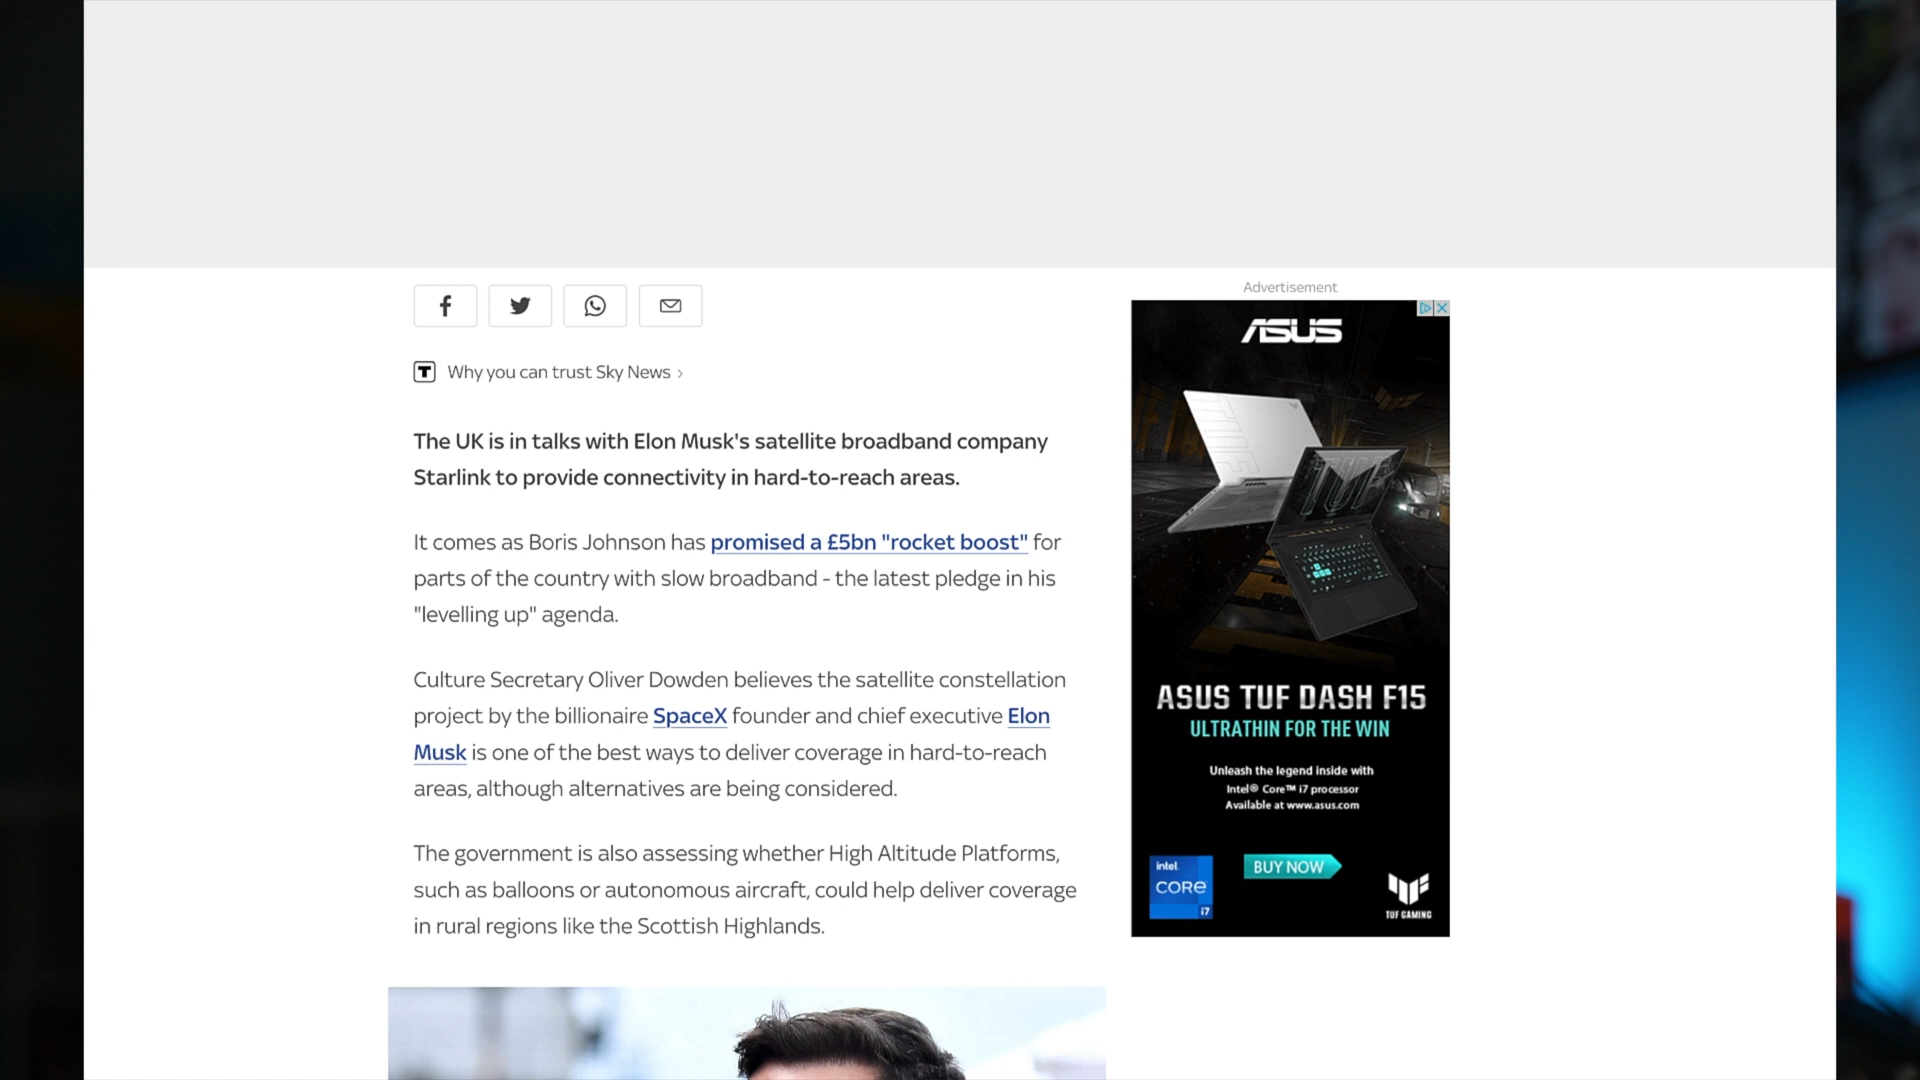 Why you can trust Sky News
The UK is in talks with Elon Musk's satellite broadband company
Starlink to provide connectivity in hard-to-reach areas.
It comes as Boris Johnson has promised a £5bn "rocket boost" for
parts of the country with slow broadband - the latest pledge in his
"levelling up" agenda.
Culture Secretary Oliver Dowden believes the satellite constellation
project by the billionaire SpaceX founder and chief executive Elon
Musk is one of the best ways to deliver coverage in hard-to-reach
areas, although alternatives are being considered.
The government is also assessing whether High Altitude Platforms,
such as balloons or autonomous aircraft, could help deliver coverage
in rural regions like the Scottish Highlands.
Advertisement
ASUS
TUF
ASUS TUF DASH F15
ULTRATHIN FOR THE WIN
Unleash the legend inside with
Intel® Core™ i7 processor
Available at www.asus.com
intel.
CORE
i7
BUY NOW
TUF GAMING